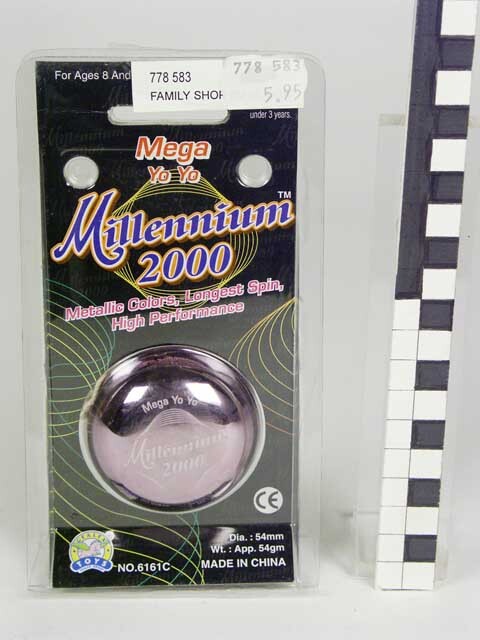 For Ages 8 And
778 583
FAMILY SHOP
778 583
5.95
under 3 years.
Mega
Yo Yo
Millennium™
2000
Metallic Colors, Longest Spin,
High Performance
Mega Yo Yo
Millennium
2000
CE
TOYS
NO.6161C
Dia. : 54mm
Wt. : App. 54gm
MADE IN CHINA